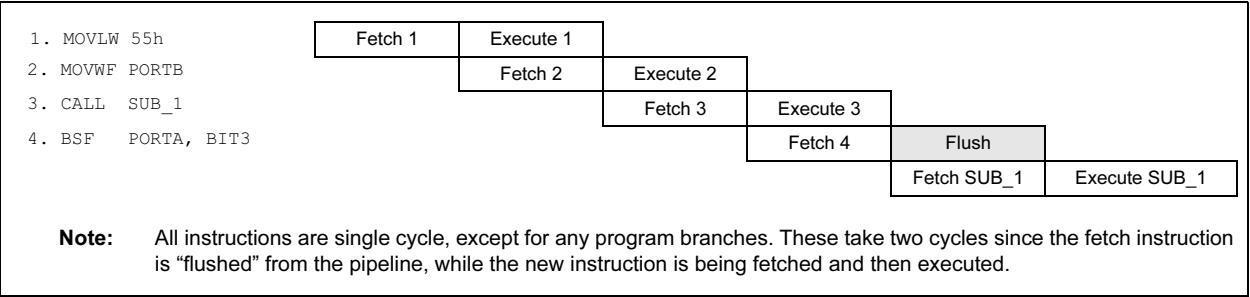 1. MOVLW 55h Fetch 1 Execute 1
2. MOVWF PORTB Fetch 2 Execute 2
3. CALL SUB_1 Fetch 3 Execute 3
4. BSF PORTA, BIT3 Fetch 4 Flush
Fetch SUB_1 Execute SUB_1
Note: All instructions are single cycle, except for any program branches. These take two cycles since the fetch instruction
is “flushed” from the pipeline, while the new instruction is being fetched and then executed.